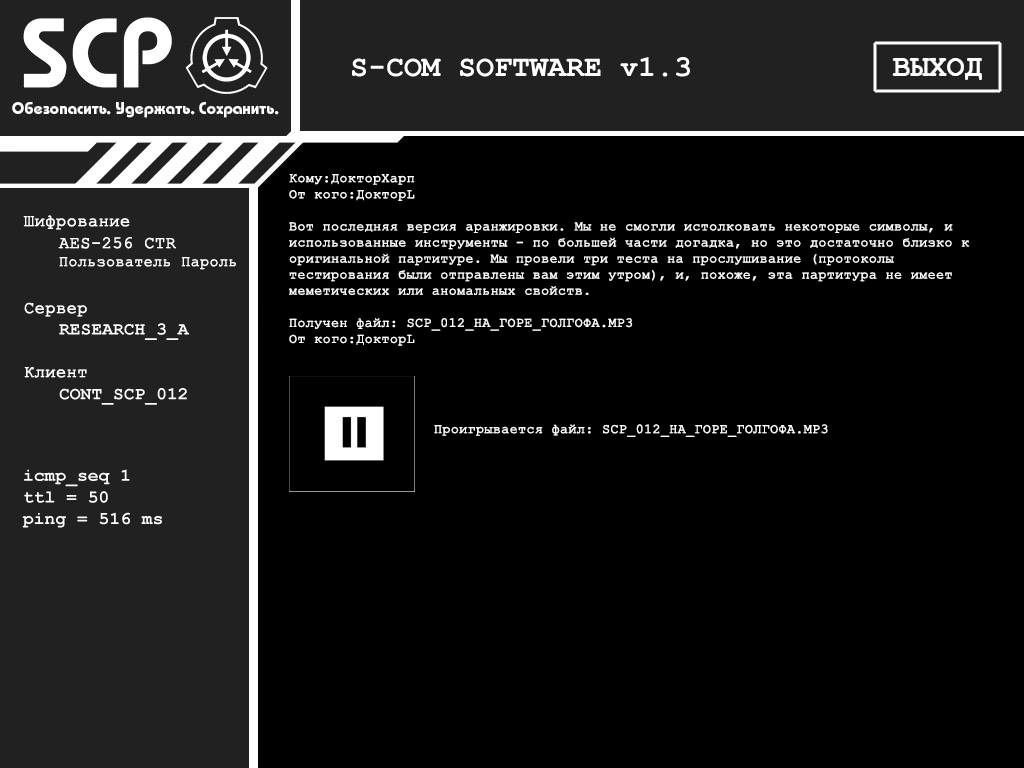 SCP
Обезопасить. Удержать. Сохранить.
S-COM SOFTWARE v1.3
ВЫХОД
Шифрование
AES-256 CTR
Пользователь Пароль
Сервер
RESEARCH_3_A
Клиент
CONT_SCP_012
icmp_seq 1
ttl = 50
ping = 516 ms
Кому:ДокторХарп
От кого:ДокторL
Вот последняя версия аранжировки. Мы не смогли истолковать некоторые символы, и
использованные инструменты - по большей части догадка, но это достаточно близко к
оригинальной партитуре. Мы провели три теста на прослушивание (протоколы
тестирования были отправлены вам этим утром), и, похоже, эта партитура не имеет
меметических или аномальных свойств.
Получен файл: SCP_012_НА_ГОРЕ_ГОЛГОФА.MP3
От кого:ДокторL
Проигрывается файл: SCP_012_НА_ГОРЕ_ГОЛГОФА.MP3